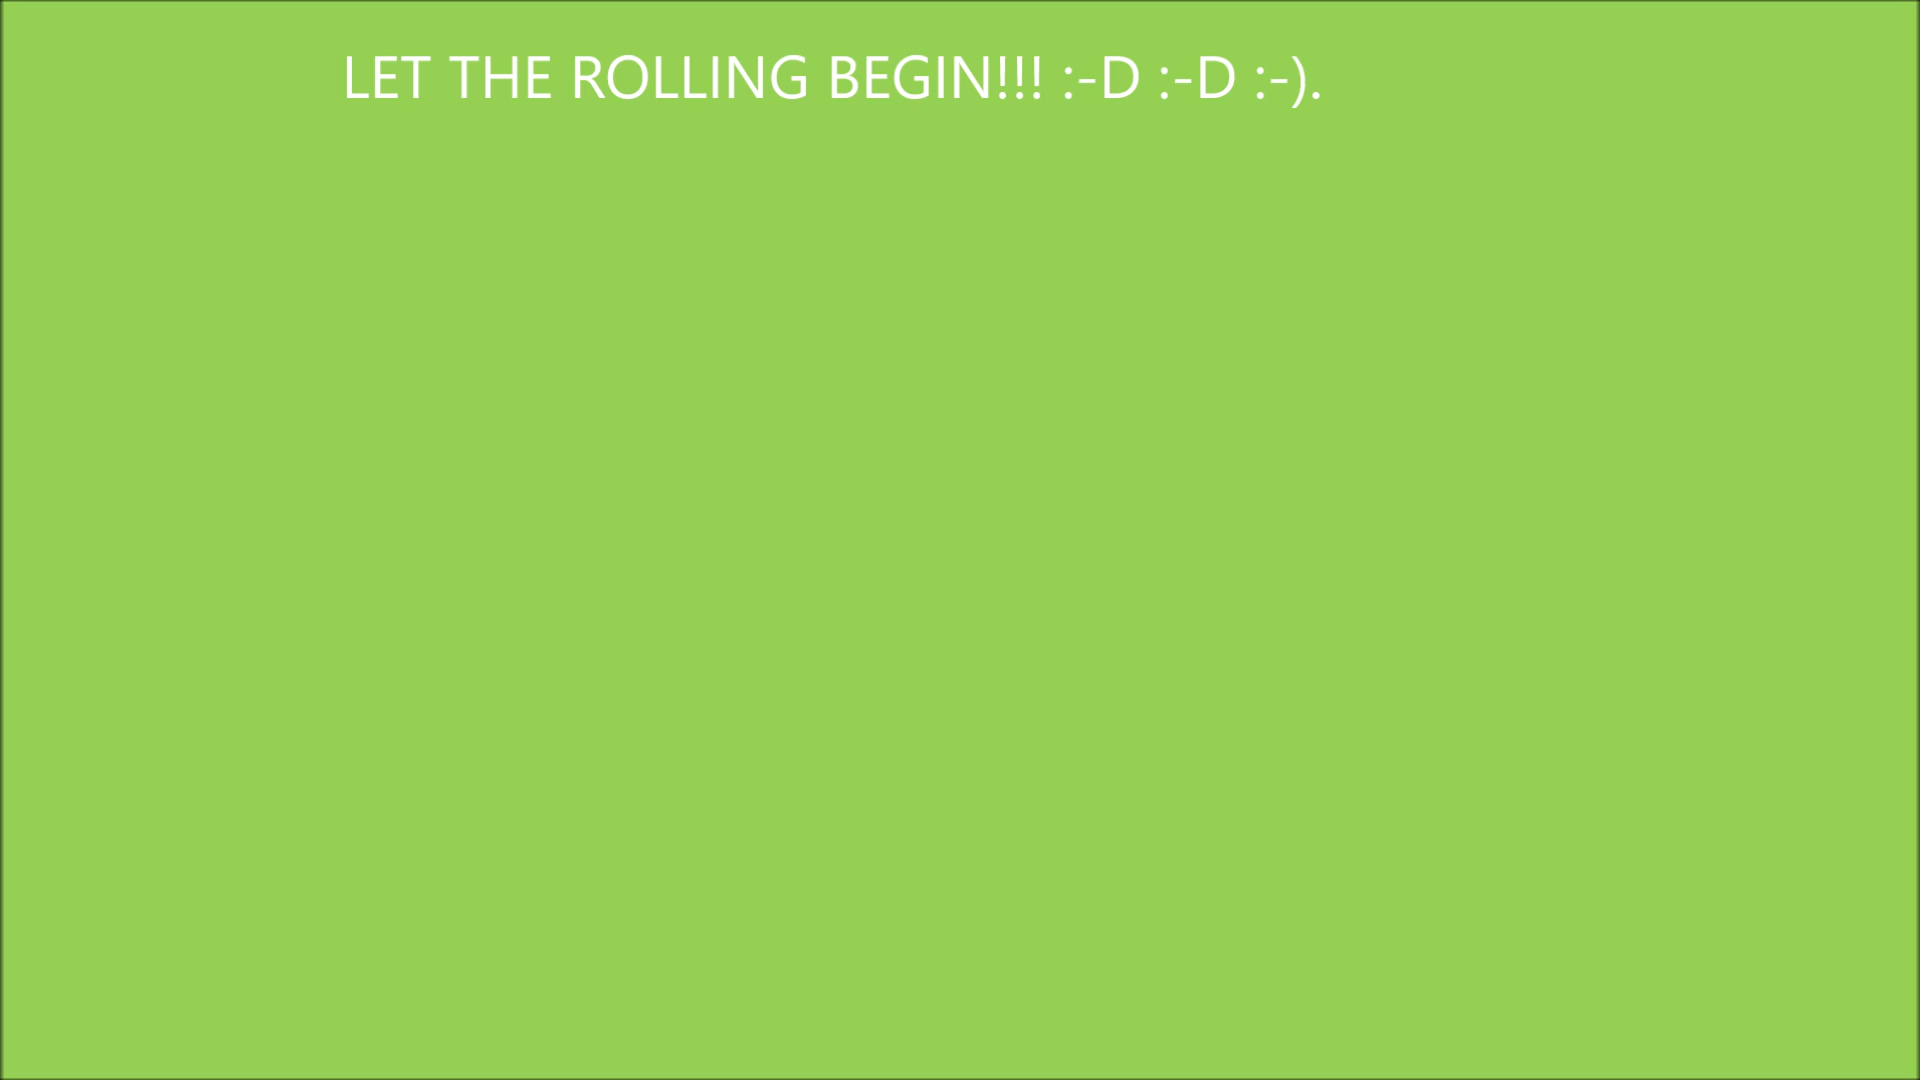 LET THE ROLLING BEGIN!!! :-D :-D :-).